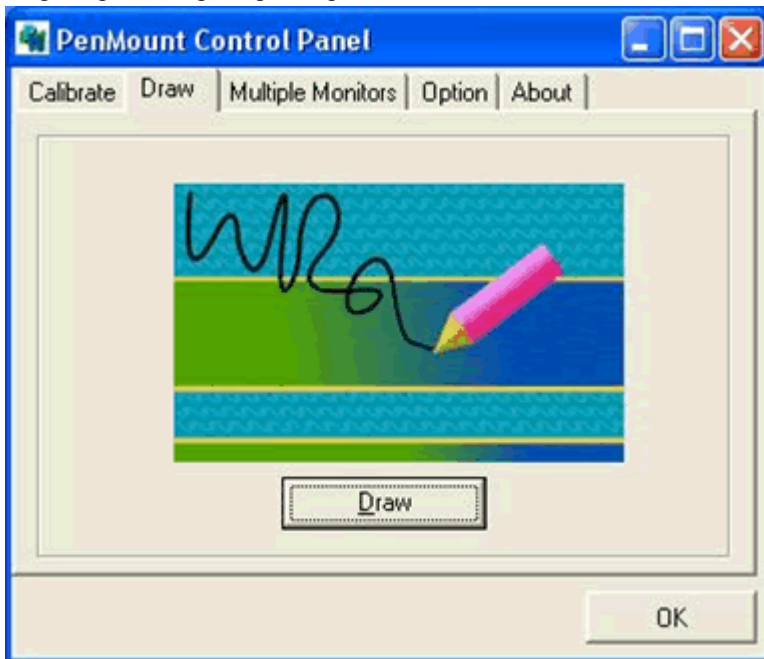 PenMount Control Panel
Calibrate Draw Multiple Monitors Option About
Draw
OK